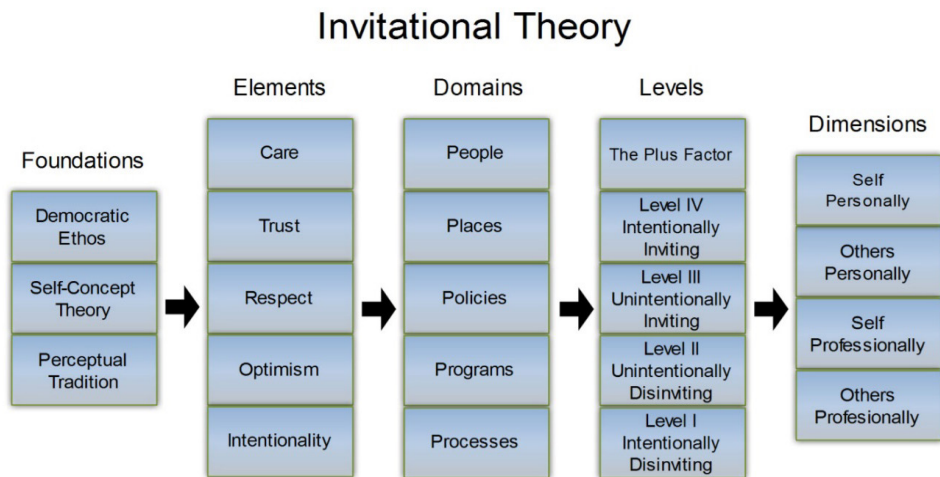 Invitational Theory
Foundations
Democratic
Ethos
Self-Concept
Theory
Perceptual
Tradition
Elements
Care
Trust
Respect
Optimism
Intentionality
Domains
People
Places
Policies
Programs
Processes
Levels
The Plus Factor
Level IV
Intentionally
Inviting
Level III
Unintentionally
Inviting
Level II
Unintentionally
Disinviting
Level I
Intentionally
Disinviting
Dimensions
Self
Personally
Others
Personally
Self
Professionally
Others
Profesionally